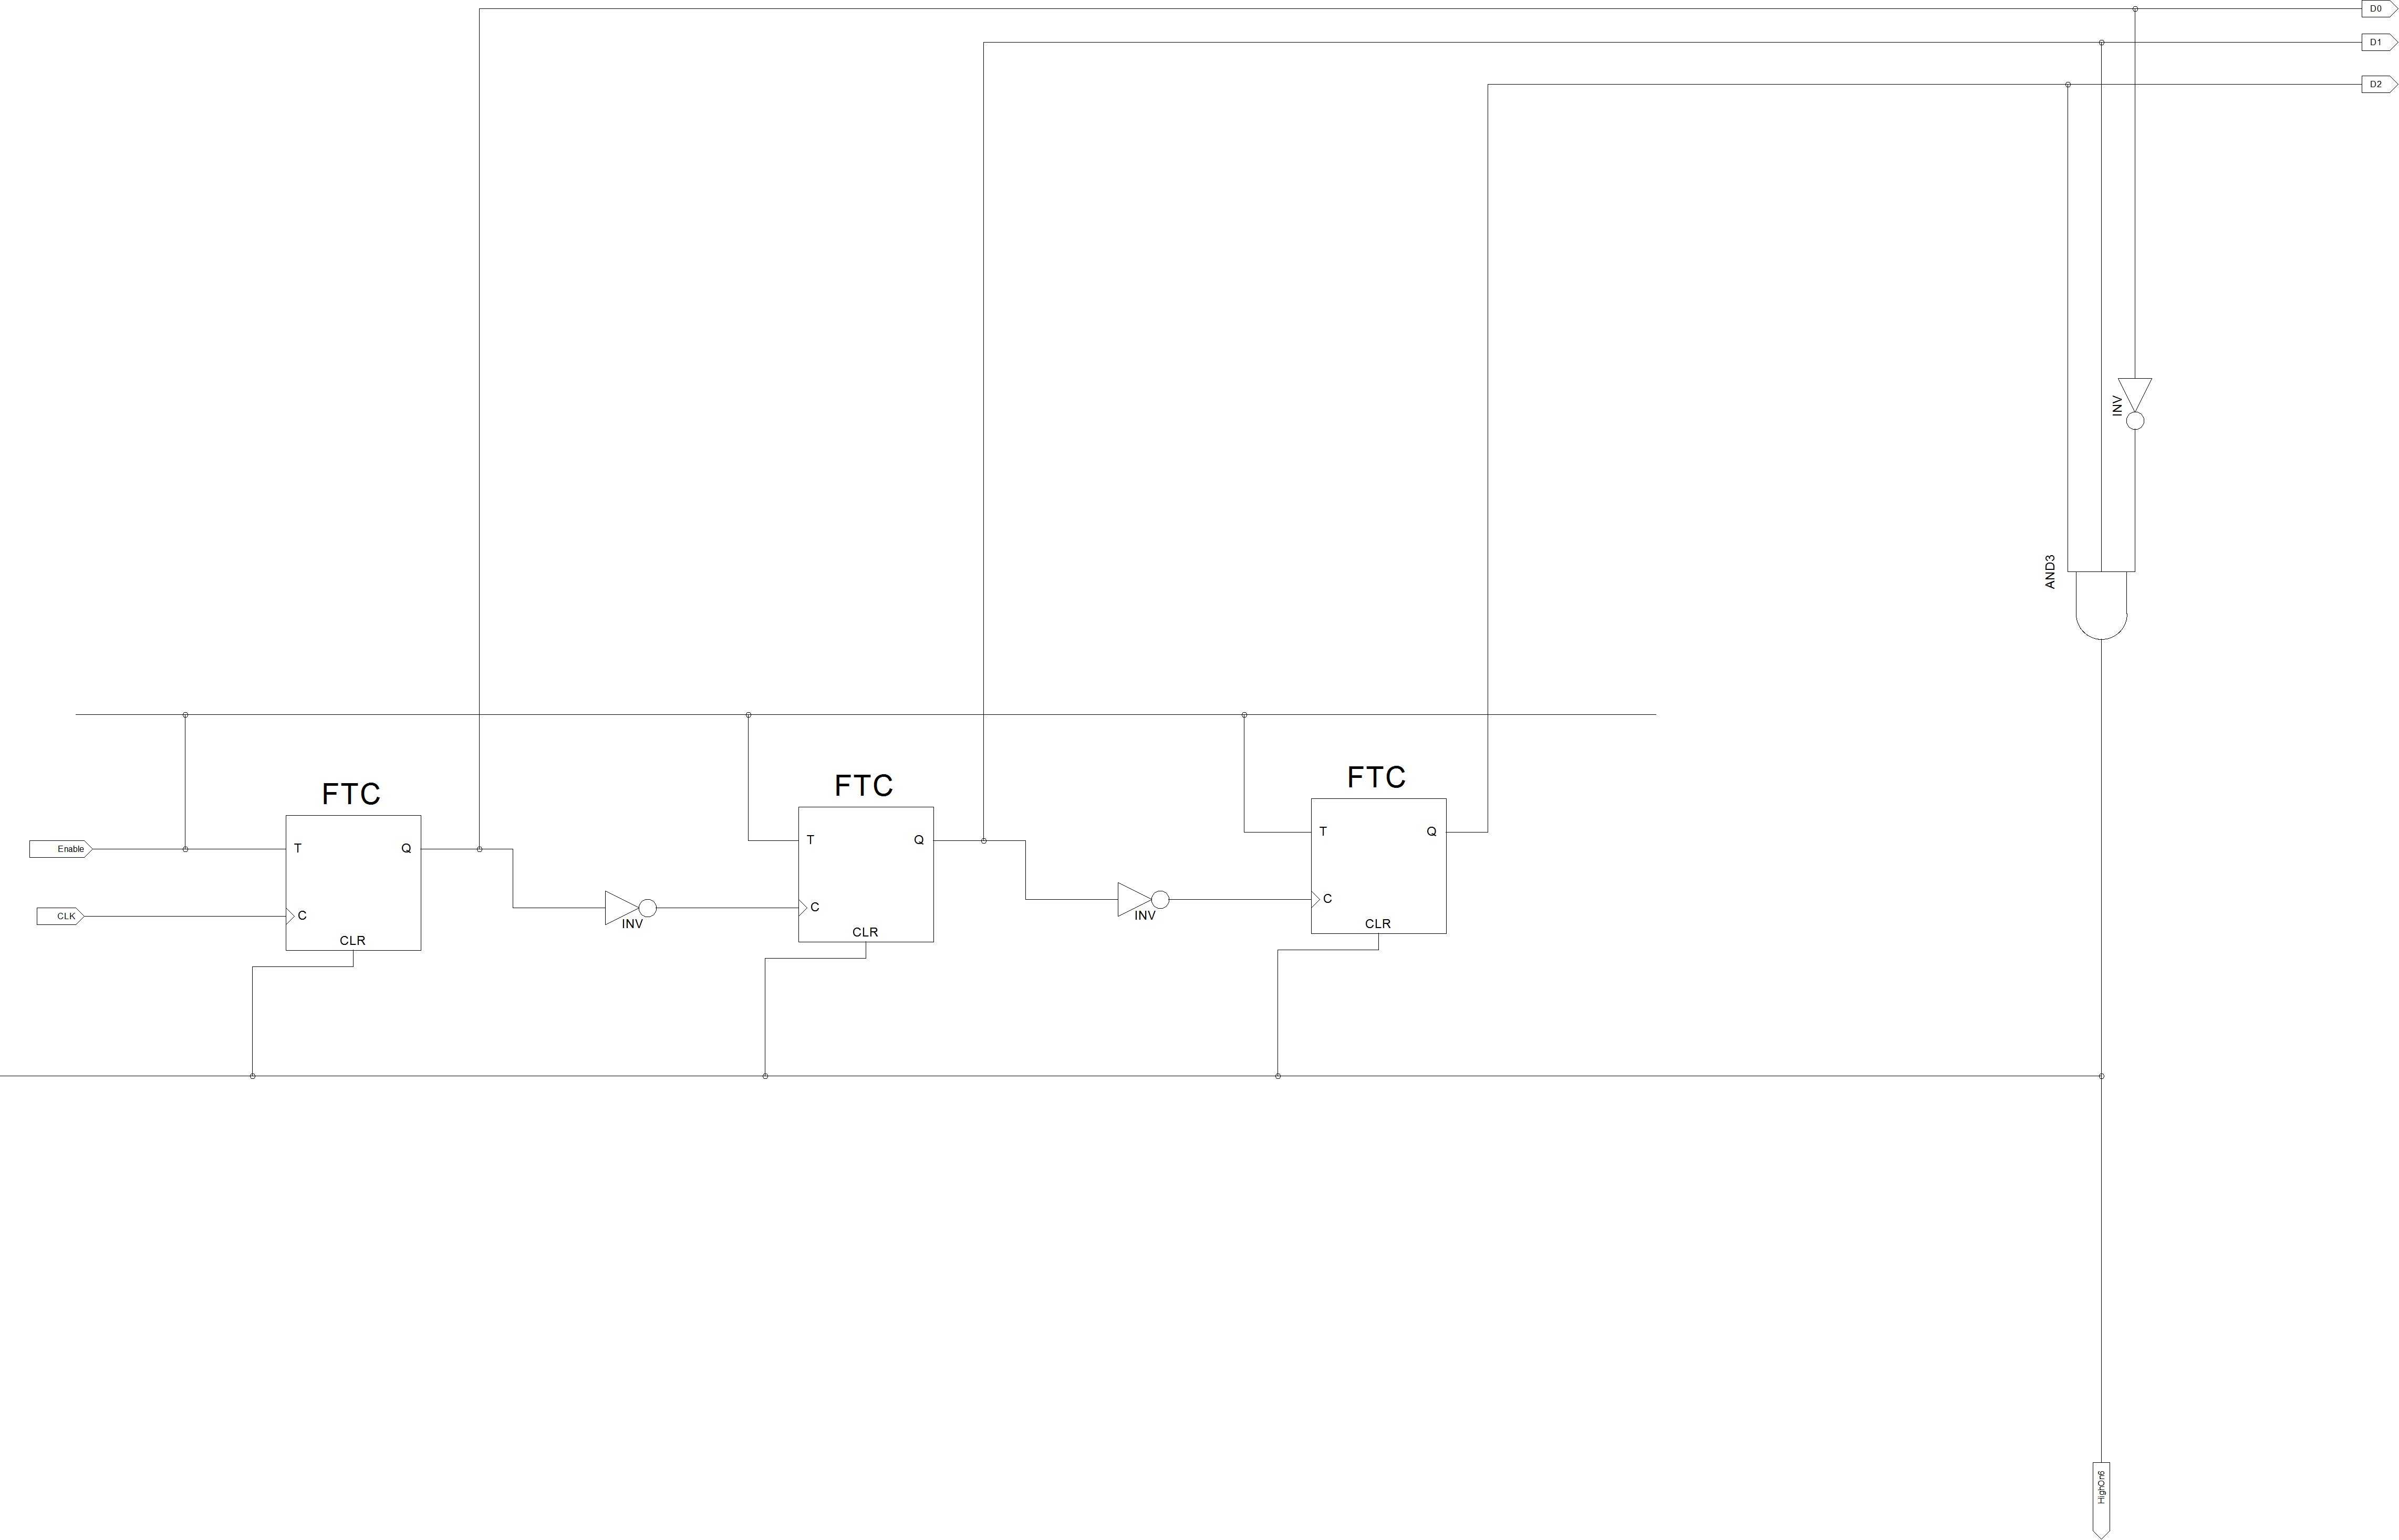 D0
D1
D2
INV
AND3
FTC
T
Q
C
CLR
FTC
T
Q
C
CLR
FTC
T
Q
C
CLR
Enable
CLK
INV
INV
HighOn6